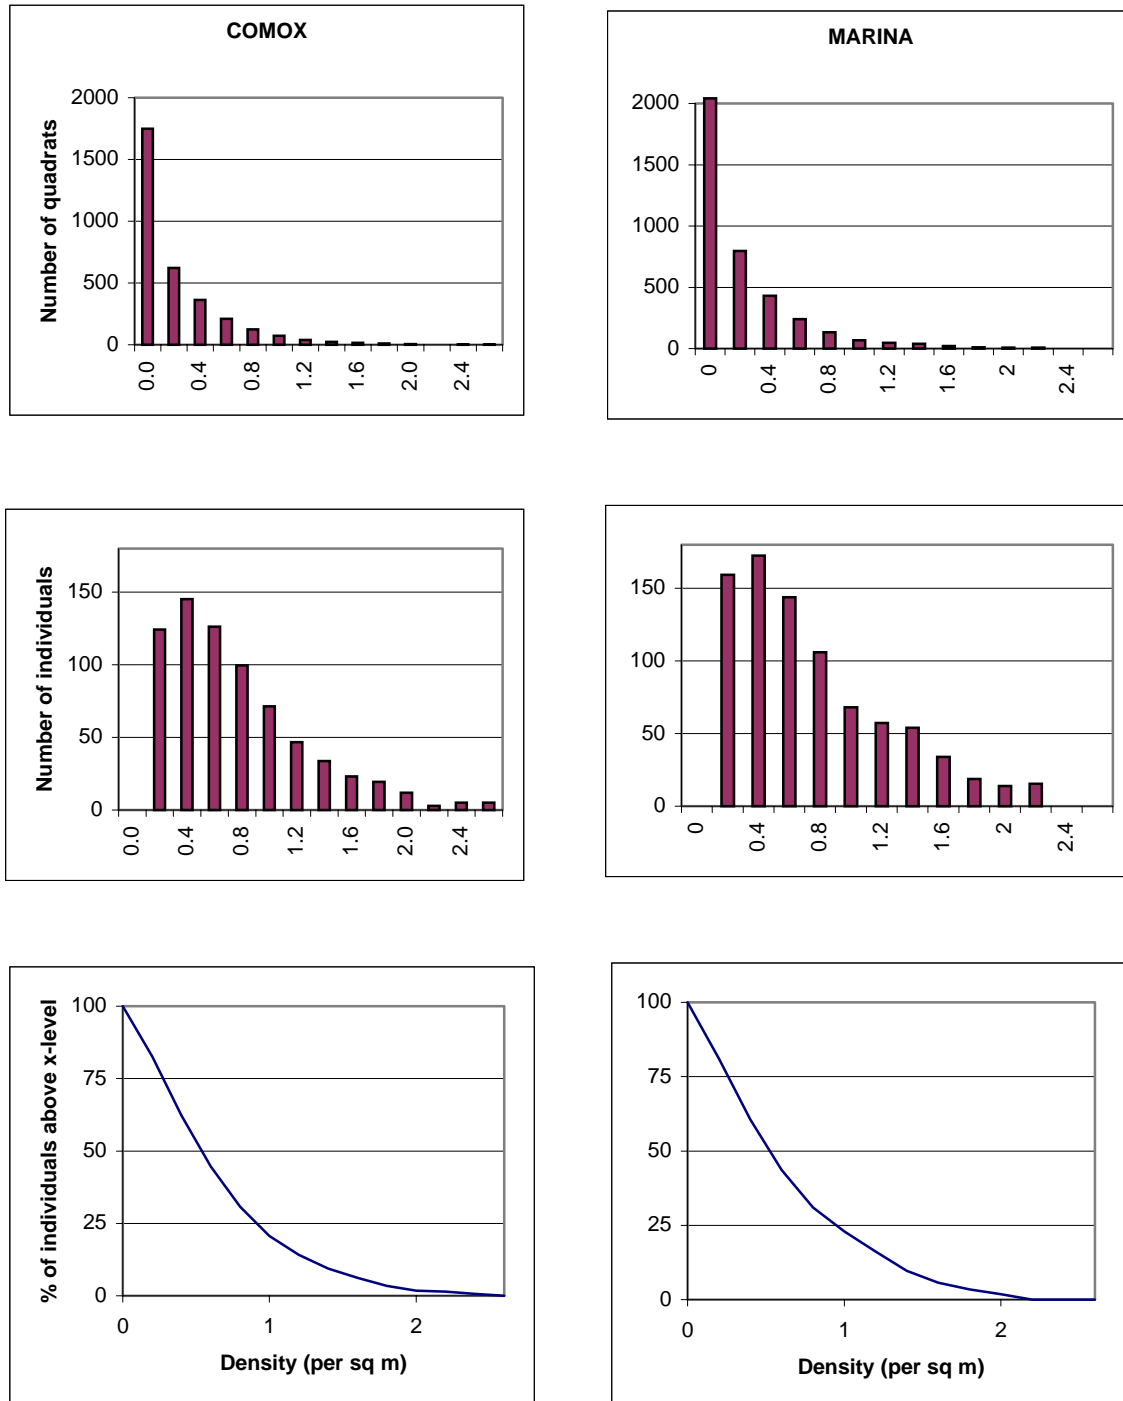 COMOX
Number of quadrats
2000
1500
1000
500
0
0.0 0.4 0.8 1.2 1.6 2.0 2.4
MARINA
2000
1500
1000
500
0
0 0.4 0.8 1.2 1.6 2 2.4
Number of individuals
150
100
50
0
0.0 0.4 0.8 1.2 1.6 2.0 2.4
150
100
50
0
0 0.4 0.8 1.2 1.6 2 2.4
% of individuals above x-level
100
75
50
25
0
0 1 2
Density (per sq m)
100
75
50
25
0
0 1 2
Density (per sq m)